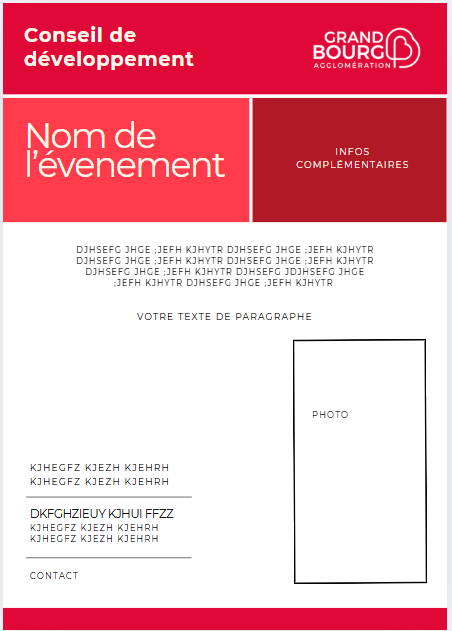 Conseil de
développement
GRAND
BOURG
AGGLOMÉRATION
Nom de
l'évenement
INFOS
COMPLÉMENTAIRES
DJHSEFG JHGE ;JEFH KJHYTR DJHSEFG JHGE ;JEFH KJHYTR
DJHSEFG JHGE ;JEFH KJHYTR DJHSEFG JHGE ;JEFH KJHYTR
DJHSEFG JHGE ;JEFH KJHYTR DJHSEFG JDJHSEFG JHGE
;JEFH KJHYTR DJHSEFG JHGE ;JEFH KJHYTR
VOTRE TEXTE DE PARAGRAPHE
PHOTO
KJHEGFZ KJEZH KJEHRH
KJHEGFZ KJEZH KJEHRH
DKFGHZIEUY KJHUI FFZZ
KJHEGFZ KJEZH KJEHRH
KJHEGFZ KJEZH KJEHRH
CONTACT